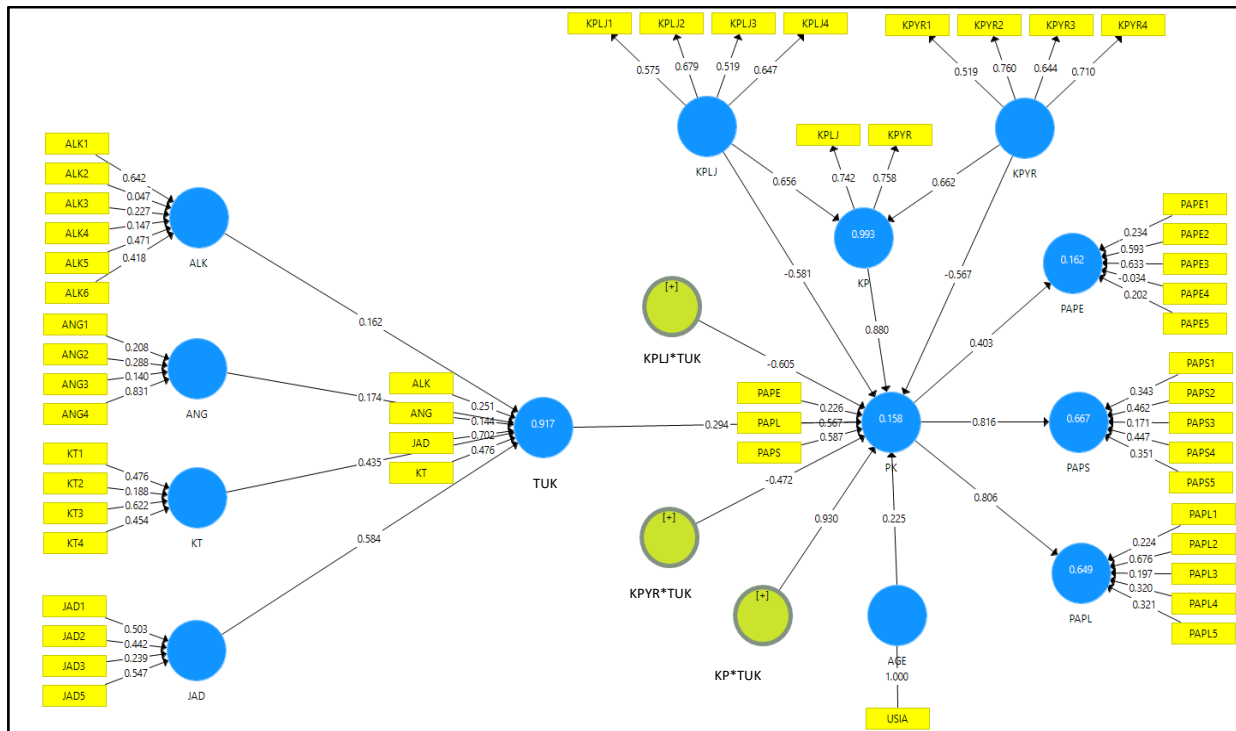 KPLJ1 KPLJ2 KPLJ3 KPLJ4
0.575 0.679 0.519 0.647
KPLJ
KPYR1 KPYR2 KPYR3 KPYR4
0.519 0.760 0.644 0.710
KPYR
KPLJ KPYR
0.742 0.758
0.656 0.662
0.993
KP
-0.581 0.880 -0.567
ALK1
ALK2
ALK3
ALK4
ALK5
ALK6
0.642
0.047
0.227
0.147
0.471
0.418
ALK
0.162
ANG1
ANG2
ANG3
ANG4
0.208
0.288
0.140
0.831
ANG
0.174
KT1
KT2
KT3
KT4
0.476
0.188
0.622
0.454
KT
0.435
JAD1
JAD2
JAD3
JAD5
0.503
0.442
0.239
0.547
JAD
0.584
ALK
ANG
JAD
KT
0.251
0.144
0.702
0.476
0.917
TUK
0.294
[+]
KPLJ*TUK
-0.605
PAPE
PAPL
PAPS
0.226
0.567
0.587
0.158
PK
[+]
KPYR*TUK
-0.472
[+]
KP*TUK
0.930
0.225
AGE
1.000
USIA
0.403
0.162
PAPE
PAPE1
PAPE2
PAPE3
PAPE4
PAPE5
0.234
0.593
0.633
-0.034
0.202
0.816
0.667
PAPS
PAPS1
PAPS2
PAPS3
PAPS4
PAPS5
0.343
0.462
0.171
0.447
0.351
0.806
0.649
PAPL
PAPL1
PAPL2
PAPL3
PAPL4
PAPL5
0.224
0.676
0.197
0.320
0.321